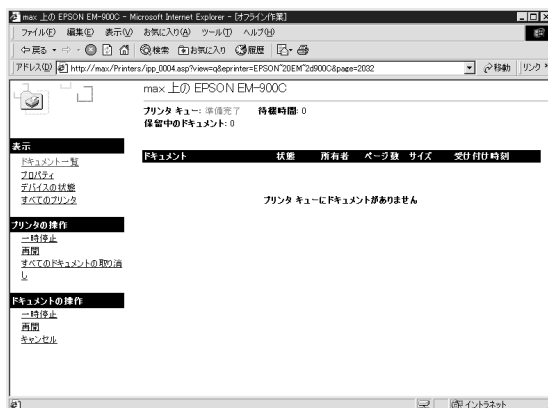 max 上の EPSON EM-900C - Microsoft Internet Explorer - [オフライン作業]
ファイル(F) 編集(E) 表示(V) お気に入り(A) ツール(T) ヘルプ(H)
戻る 検索 お気に入り 履歴
アドレス(D) http://max/Printers/ipp_0004.asp?view=q&eprinter=EPSON~20EM~2d900C&page=2032 移動 リンク
max 上の EPSON EM-900C
プリンタ キュー: 準備完了 待機時間: 0
保留中のドキュメント: 0
表示
ドキュメント一覧
プロパティ
デバイスの状態
すべてのプリンタ
プリンタの操作
一時停止
再開
すべてのドキュメントの取り消
し
ドキュメントの操作
一時停止
再開
キャンセル
ドキュメント 状態 所有者 ページ数 サイズ 受け付け時刻
プリンタ キューにドキュメントがありません
イントラネット